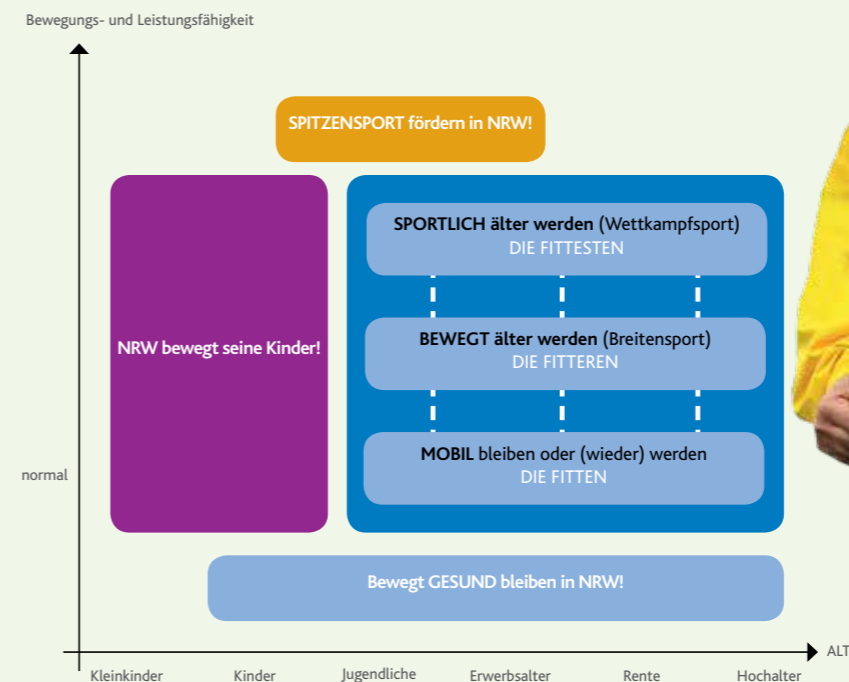 Bewegungs- und Leistungsfähigkeit
SPITZENSPORT fördern in NRW!
SPORTLICH älter werden (Wettkampfsport)
DIE FITTESTEN
NRW bewegt seine Kinder!
BEWEGT älter werden (Breitensport)
DIE FITTEREN
MOBIL bleiben oder (wieder) werden
DIE FITTEN
normal
Bewegt GESUND bleiben in NRW!
ALT
Kleinkinder Kinder Jugendliche Erwerbsalter Rente Hochalter